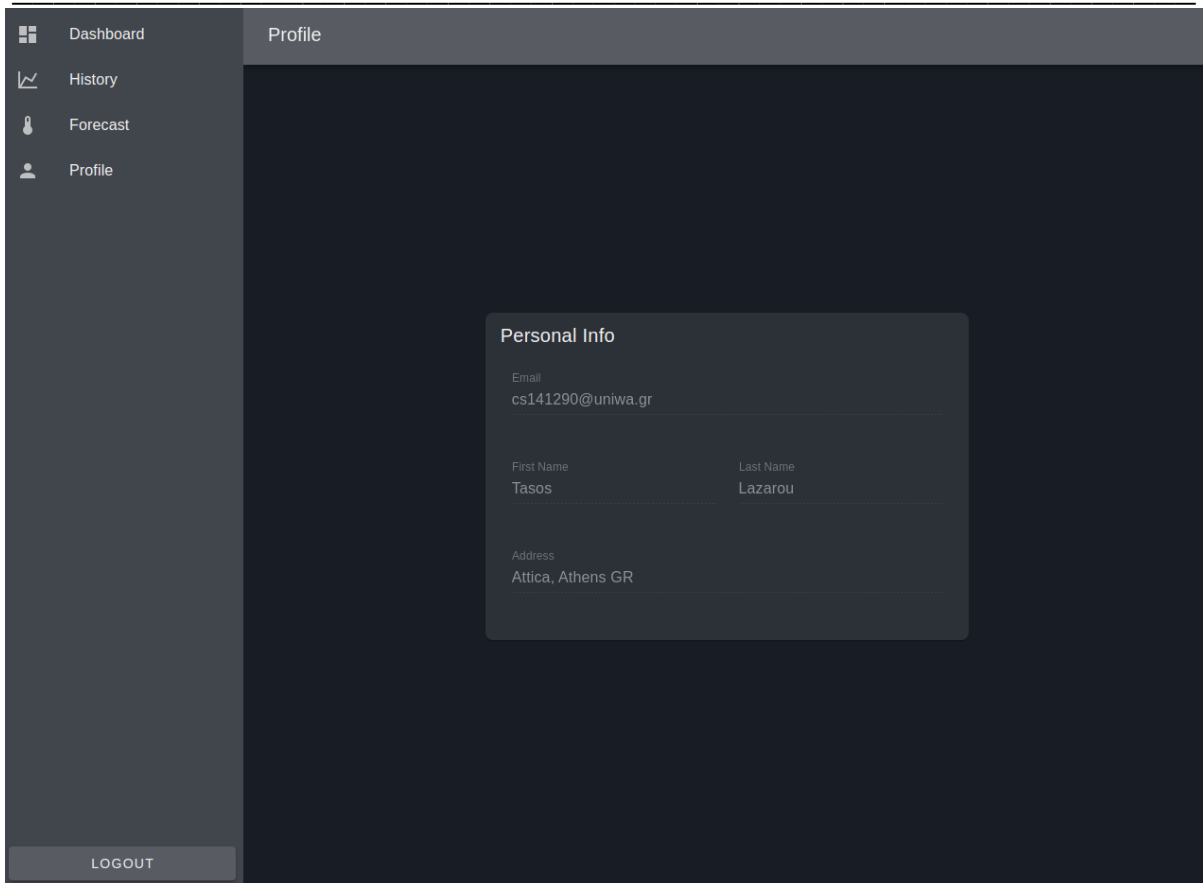 Dashboard
History
Forecast
Profile
LOGOUT
Profile
Personal Info
Email
cs141290@uniwa.gr
First Name Last Name
Tasos Lazarou
Address
Attica, Athens GR